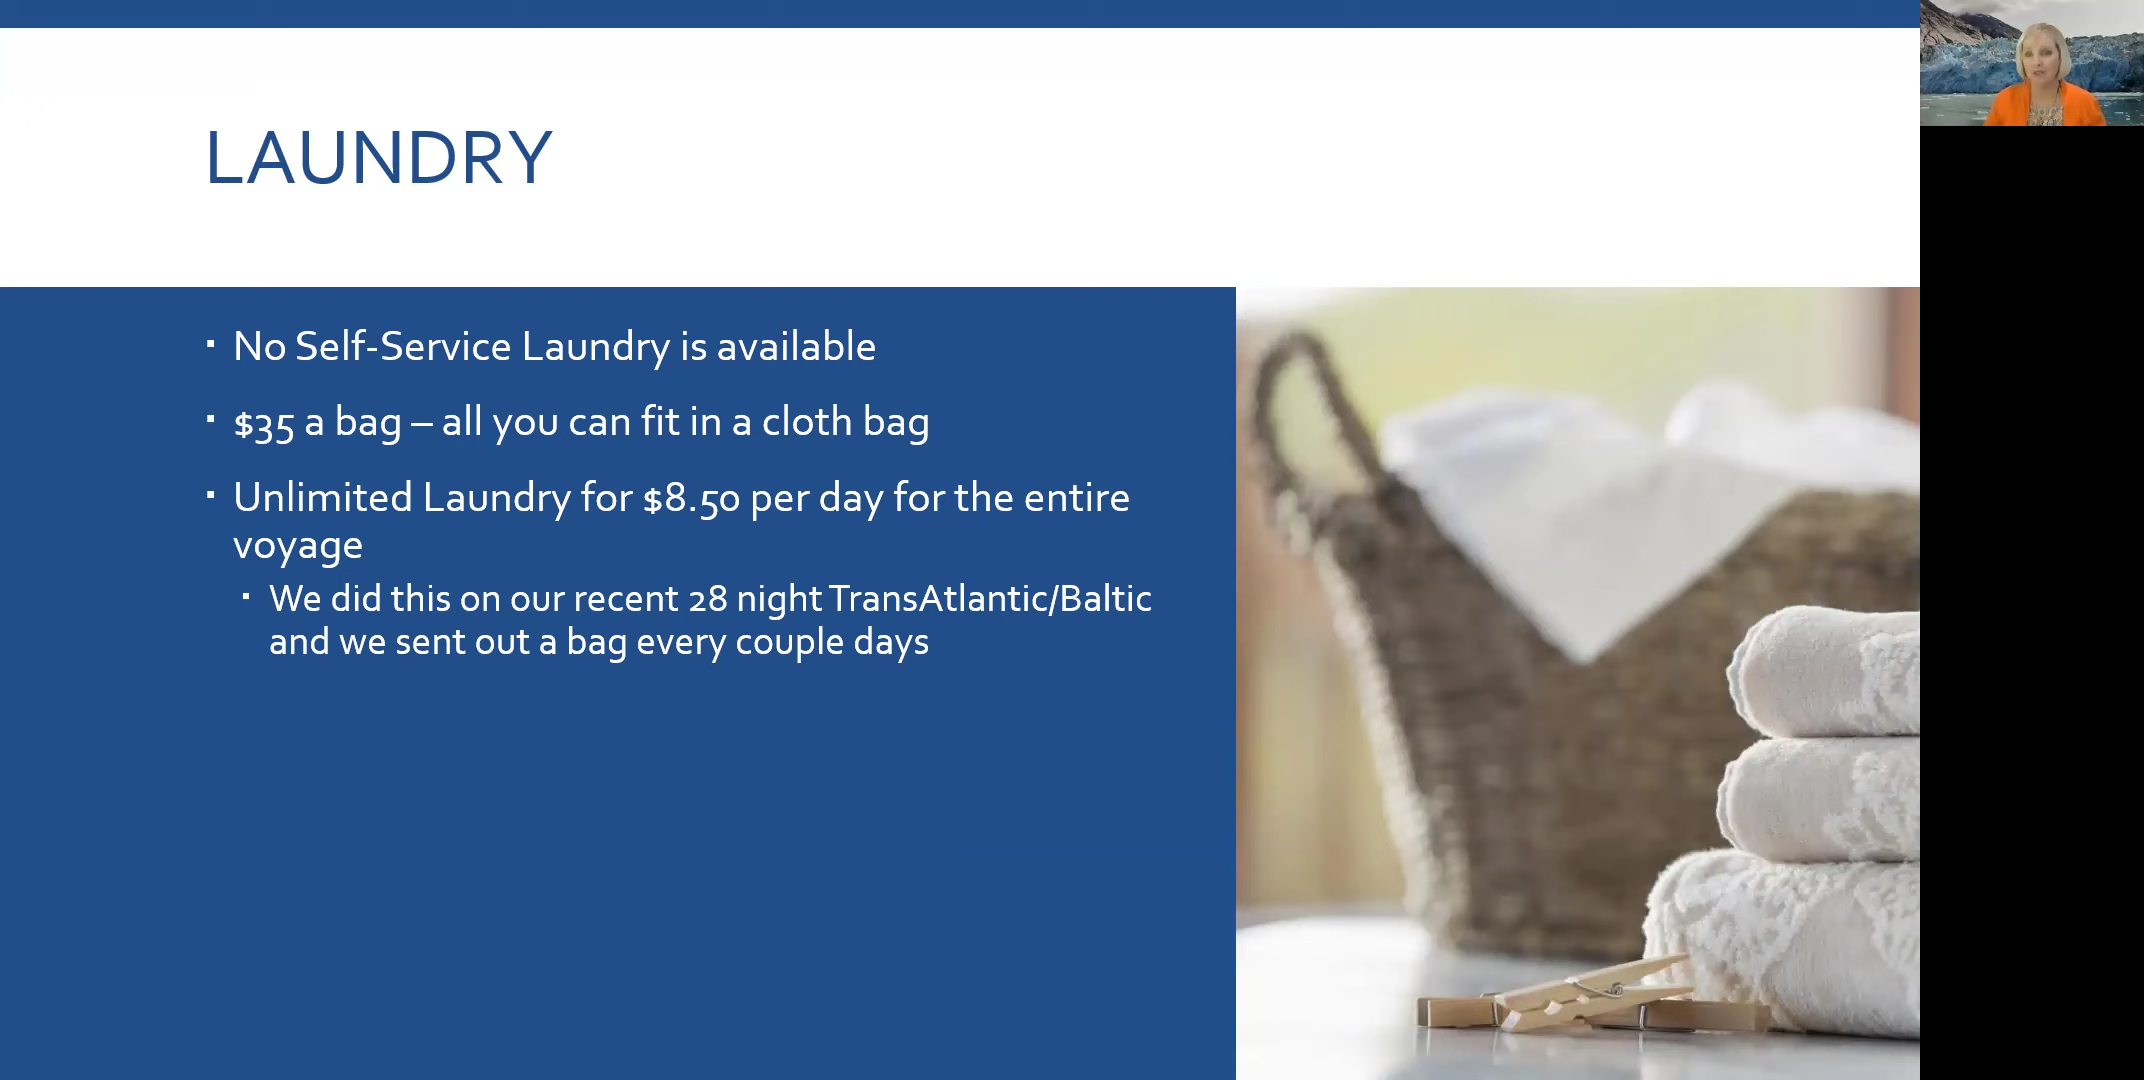 LAUNDRY
▪ No Self-Service Laundry is available
▪ $35 a bag – all you can fit in a cloth bag
▪ Unlimited Laundry for $8.50 per day for the entire
voyage
▪ We did this on our recent 28 night TransAtlantic/Baltic
and we sent out a bag every couple days